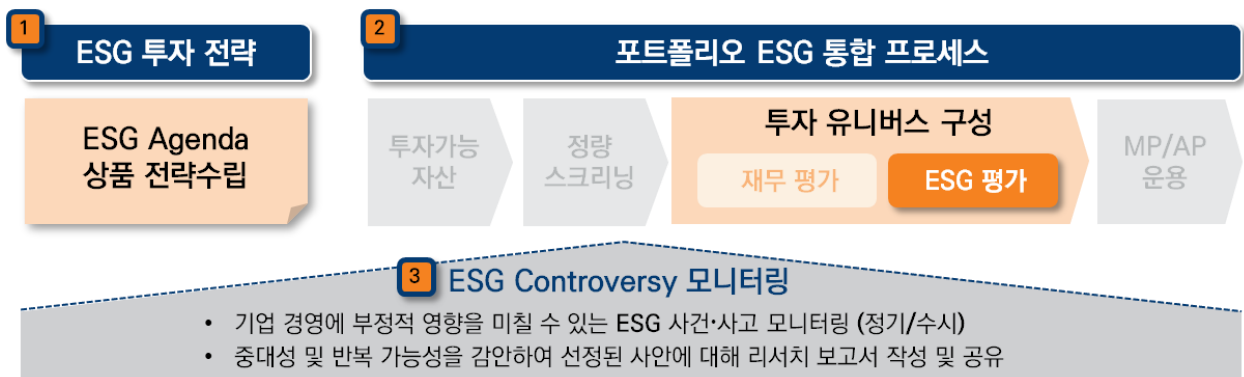 1
ESG 투자 전략
ESG Agenda
상품 전략수립
2
포트폴리오 ESG 통합 프로세스
투자가능
자산
정량
스크리닝
투자 유니버스 구성
재무 평가
ESG 평가
MP/AP
운용
3 ESG Controversy 모니터링
• 기업 경영에 부정적 영향을 미칠 수 있는 ESG 사건·사고 모니터링 (정기/수시)
• 중대성 및 반복 가능성을 감안하여 선정된 사안에 대해 리서치 보고서 작성 및 공유